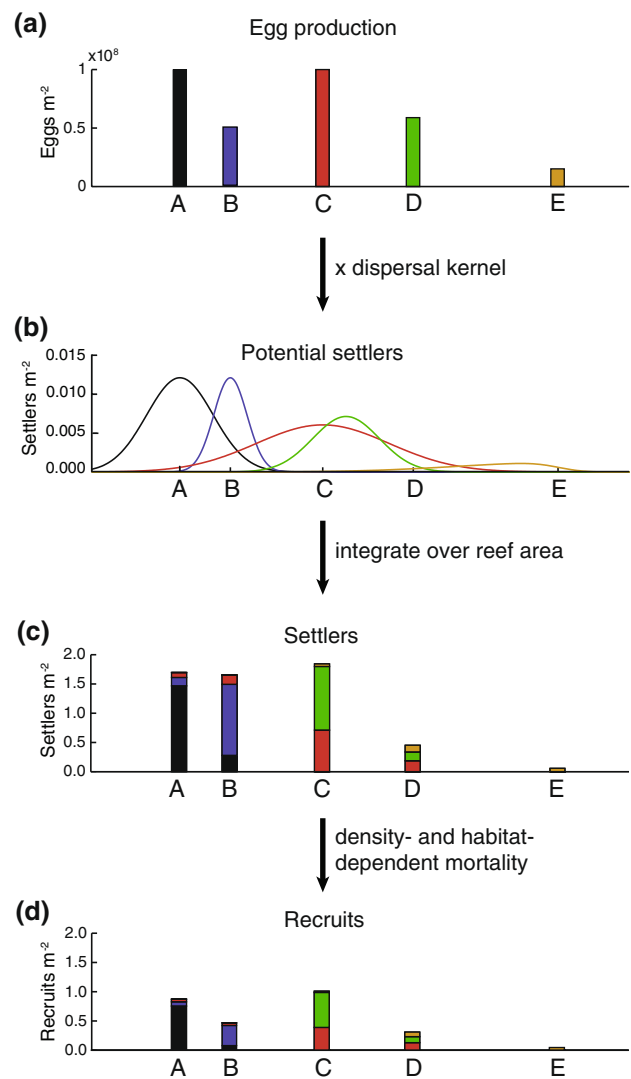 (a)
Egg production
x10⁸
Eggs m⁻²
1
0.5
0
A B C D E
x dispersal kernel
(b)
Potential settlers
Settlers m⁻²
0.015
0.010
0.005
0.000
A B C D E
integrate over reef area
(c)
Settlers
Settlers m⁻²
2.0
1.5
1.0
0.5
0.0
A B C D E
density- and habitat-
dependent mortality
(d)
Recruits
Recruits m⁻²
2.0
1.5
1.0
0.5
0.0
A B C D E